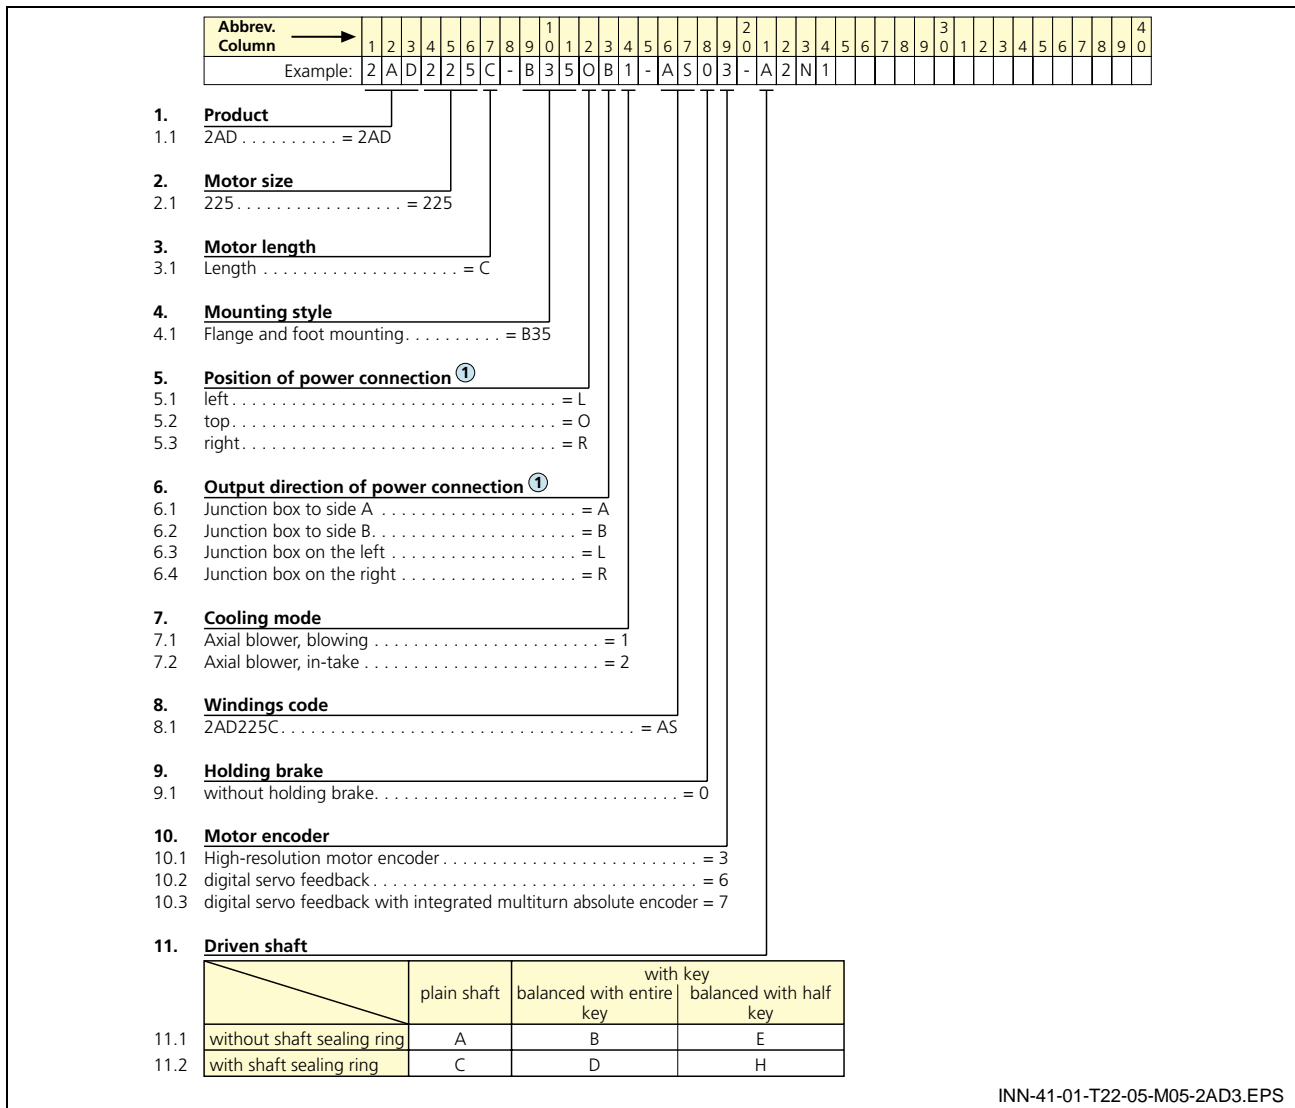 Abbrev. Column 1 2 3 4 5 6 7 8 9 1 0 1 2 3 4 5 6 7 8 9 2 0 1 2 3 4 5 6 7 8 9 3 0 1 2 3 4 5 6 7 8 9 4 0
Example: 2 A D 2 2 5 C - B 3 5 O B 1 - A S 0 3 - A 2 N 1
1. Product
1.1 2AD . . . . . . . . . . = 2AD
2. Motor size
2.1 225 . . . . . . . . . . . . . . . . . = 225
3. Motor length
3.1 Length . . . . . . . . . . . . . . . . . . . . = C
4. Mounting style
4.1 Flange and foot mounting. . . . . . . . . . = B35
5. Position of power connection 1
5.1 left . . . . . . . . . . . . . . . . . . . . . . . . . . . . . . . . . = L
5.2 top. . . . . . . . . . . . . . . . . . . . . . . . . . . . . . . . . = O
5.3 right. . . . . . . . . . . . . . . . . . . . . . . . . . . . . . . . = R
6. Output direction of power connection 1
6.1 Junction box to side A . . . . . . . . . . . . . . . . . . . . = A
6.2 Junction box to side B. . . . . . . . . . . . . . . . . . . . . = B
6.3 Junction box on the left . . . . . . . . . . . . . . . . . . . = L
6.4 Junction box on the right . . . . . . . . . . . . . . . . . . = R
7. Cooling mode
7.1 Axial blower, blowing . . . . . . . . . . . . . . . . . . . . . . . = 1
7.2 Axial blower, in-take . . . . . . . . . . . . . . . . . . . . . . . . = 2
8. Windings code
8.1 2AD225C. . . . . . . . . . . . . . . . . . . . . . . . . . . . . . . . . . . . = AS
9. Holding brake
9.1 without holding brake. . . . . . . . . . . . . . . . . . . . . . . . . . . . . . . = 0
10. Motor encoder
10.1 High-resolution motor encoder . . . . . . . . . . . . . . . . . . . . . . . . . . = 3
10.2 digital servo feedback . . . . . . . . . . . . . . . . . . . . . . . . . . . . . . . . . = 6
10.3 digital servo feedback with integrated multiturn absolute encoder = 7
11. Driven shaft
with key
plain shaft balanced with entire key balanced with half key
11.1 without shaft sealing ring A B E
11.2 with shaft sealing ring C D H
INN-41-01-T22-05-M05-2AD3.EPS